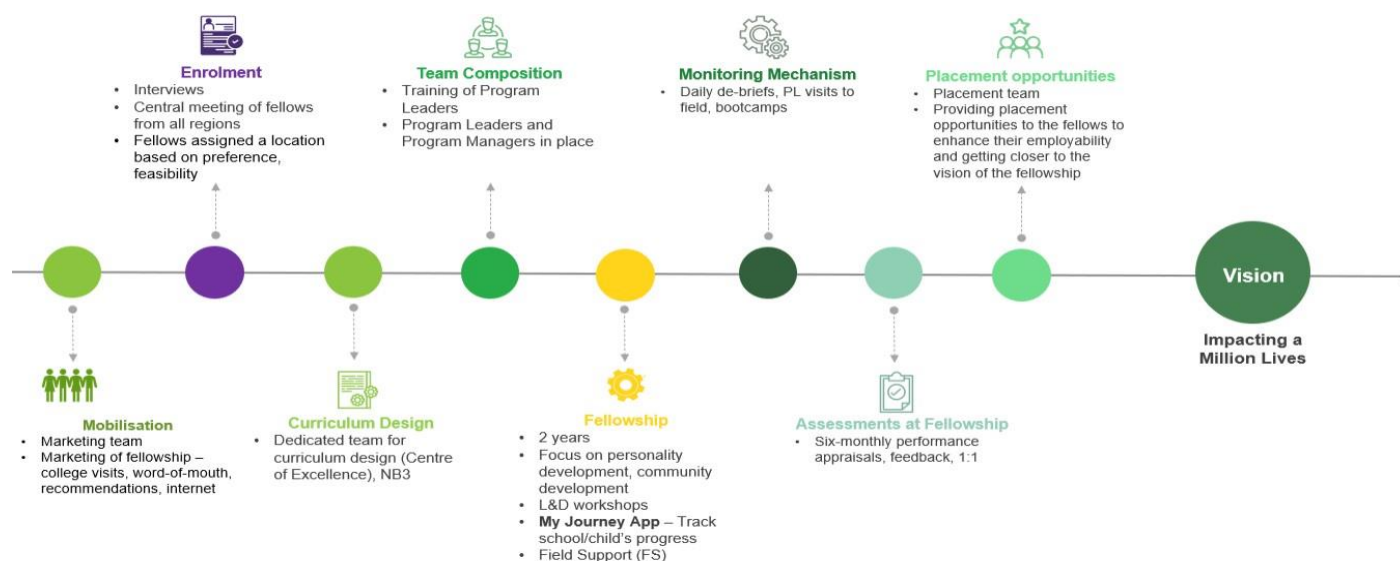 Enrolment
• Interviews
• Central meeting of fellows
from all regions
• Fellows assigned a location
based on preference,
feasibility
Team Composition
• Training of Program
Leaders
• Program Leaders and
Program Managers in place
Monitoring Mechanism
• Daily de-briefs, PL visits to
field, bootcamps
Placement opportunities
• Placement team
• Providing placement
opportunities to the fellows to
enhance their employability
and getting closer to the
vision of the fellowship
Vision
Impacting a
Million Lives
Mobilisation
• Marketing team
• Marketing of fellowship –
college visits, word-of-mouth,
recommendations, internet
Curriculum Design
• Dedicated team for
curriculum design (Centre
of Excellence), NB3
Fellowship
• 2 years
• Focus on personality
development, community
development
• L&D workshops
• My Journey App – Track
school/child's progress
• Field Support (FS)
Assessments at Fellowship
• Six-monthly performance
appraisals, feedback, 1:1